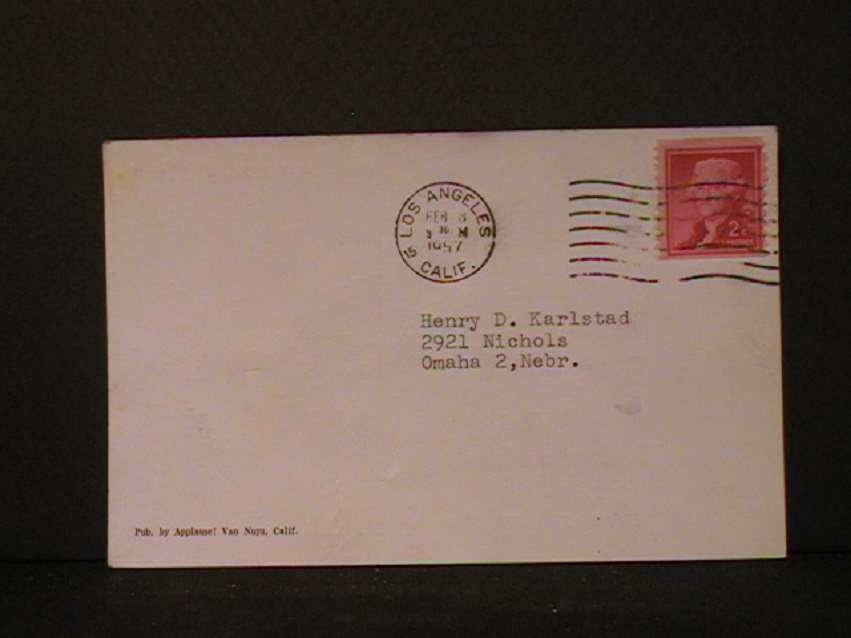 LOS ANGELES
FEB
1957
15 CALIF.
2¢
Henry D. Karlstad
2921 Nichols
Omaha 2,Nebr.
Pub. by Applause! Van Nuys, Calif.